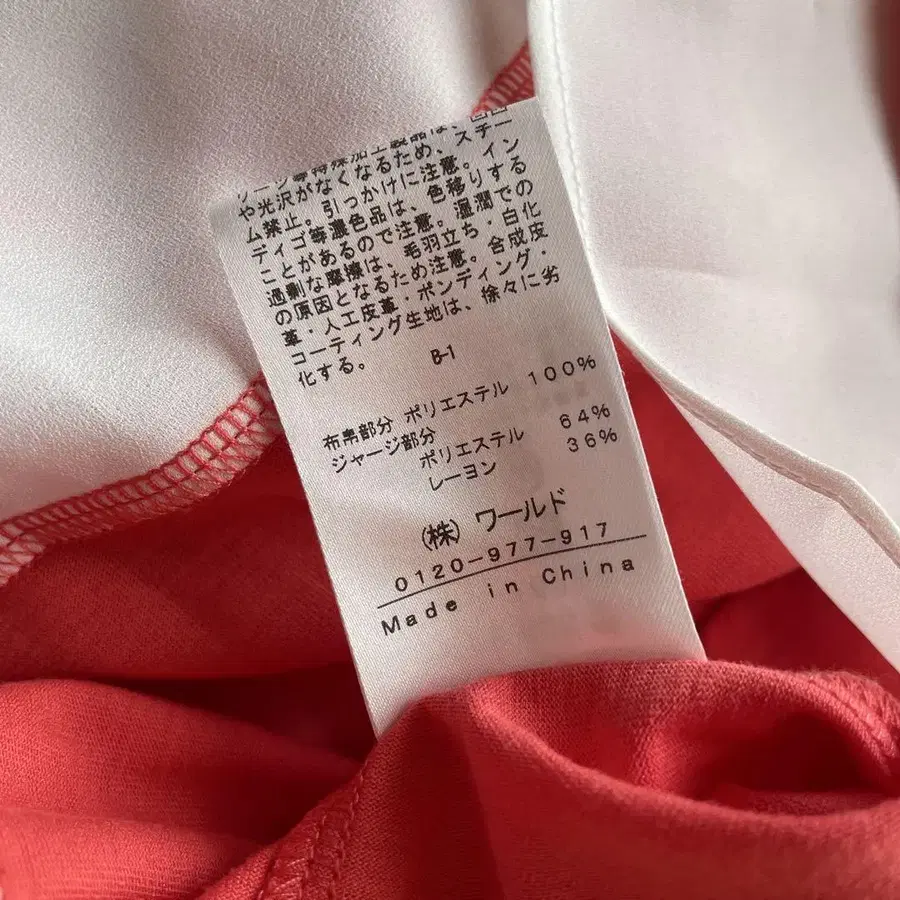 や光沢がなくなるため、スチー
ム禁止。引っかけに注意。イン
ディゴ等濃色品は、色移りする
ことがあるので注意。湿潤での
過剰な摩擦は、毛羽立ち・白化
の原因となるため注意。合成皮
革・人工皮革・ボンディング・
コーティング生地は、徐々に劣
化する。 B-1
布帛部分 ポリエステル 100%
ジャージ部分
ポリエステル 64%
レーヨン 36%
(株) ワールド
0120-977-917
Made in China